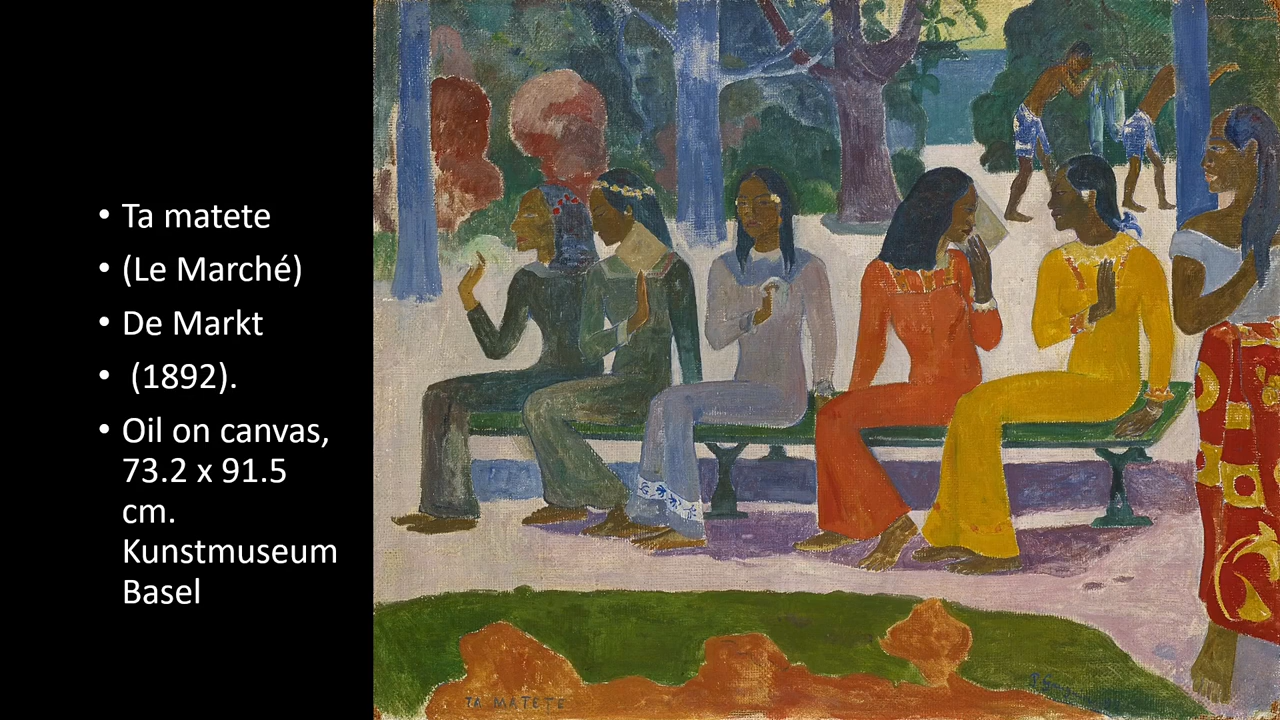 • Ta matete
• (Le Marché)
• De Markt
• (1892).
• Oil on canvas,
73.2 x 91.5
cm.
Kunstmuseum
Basel
TA MATETE